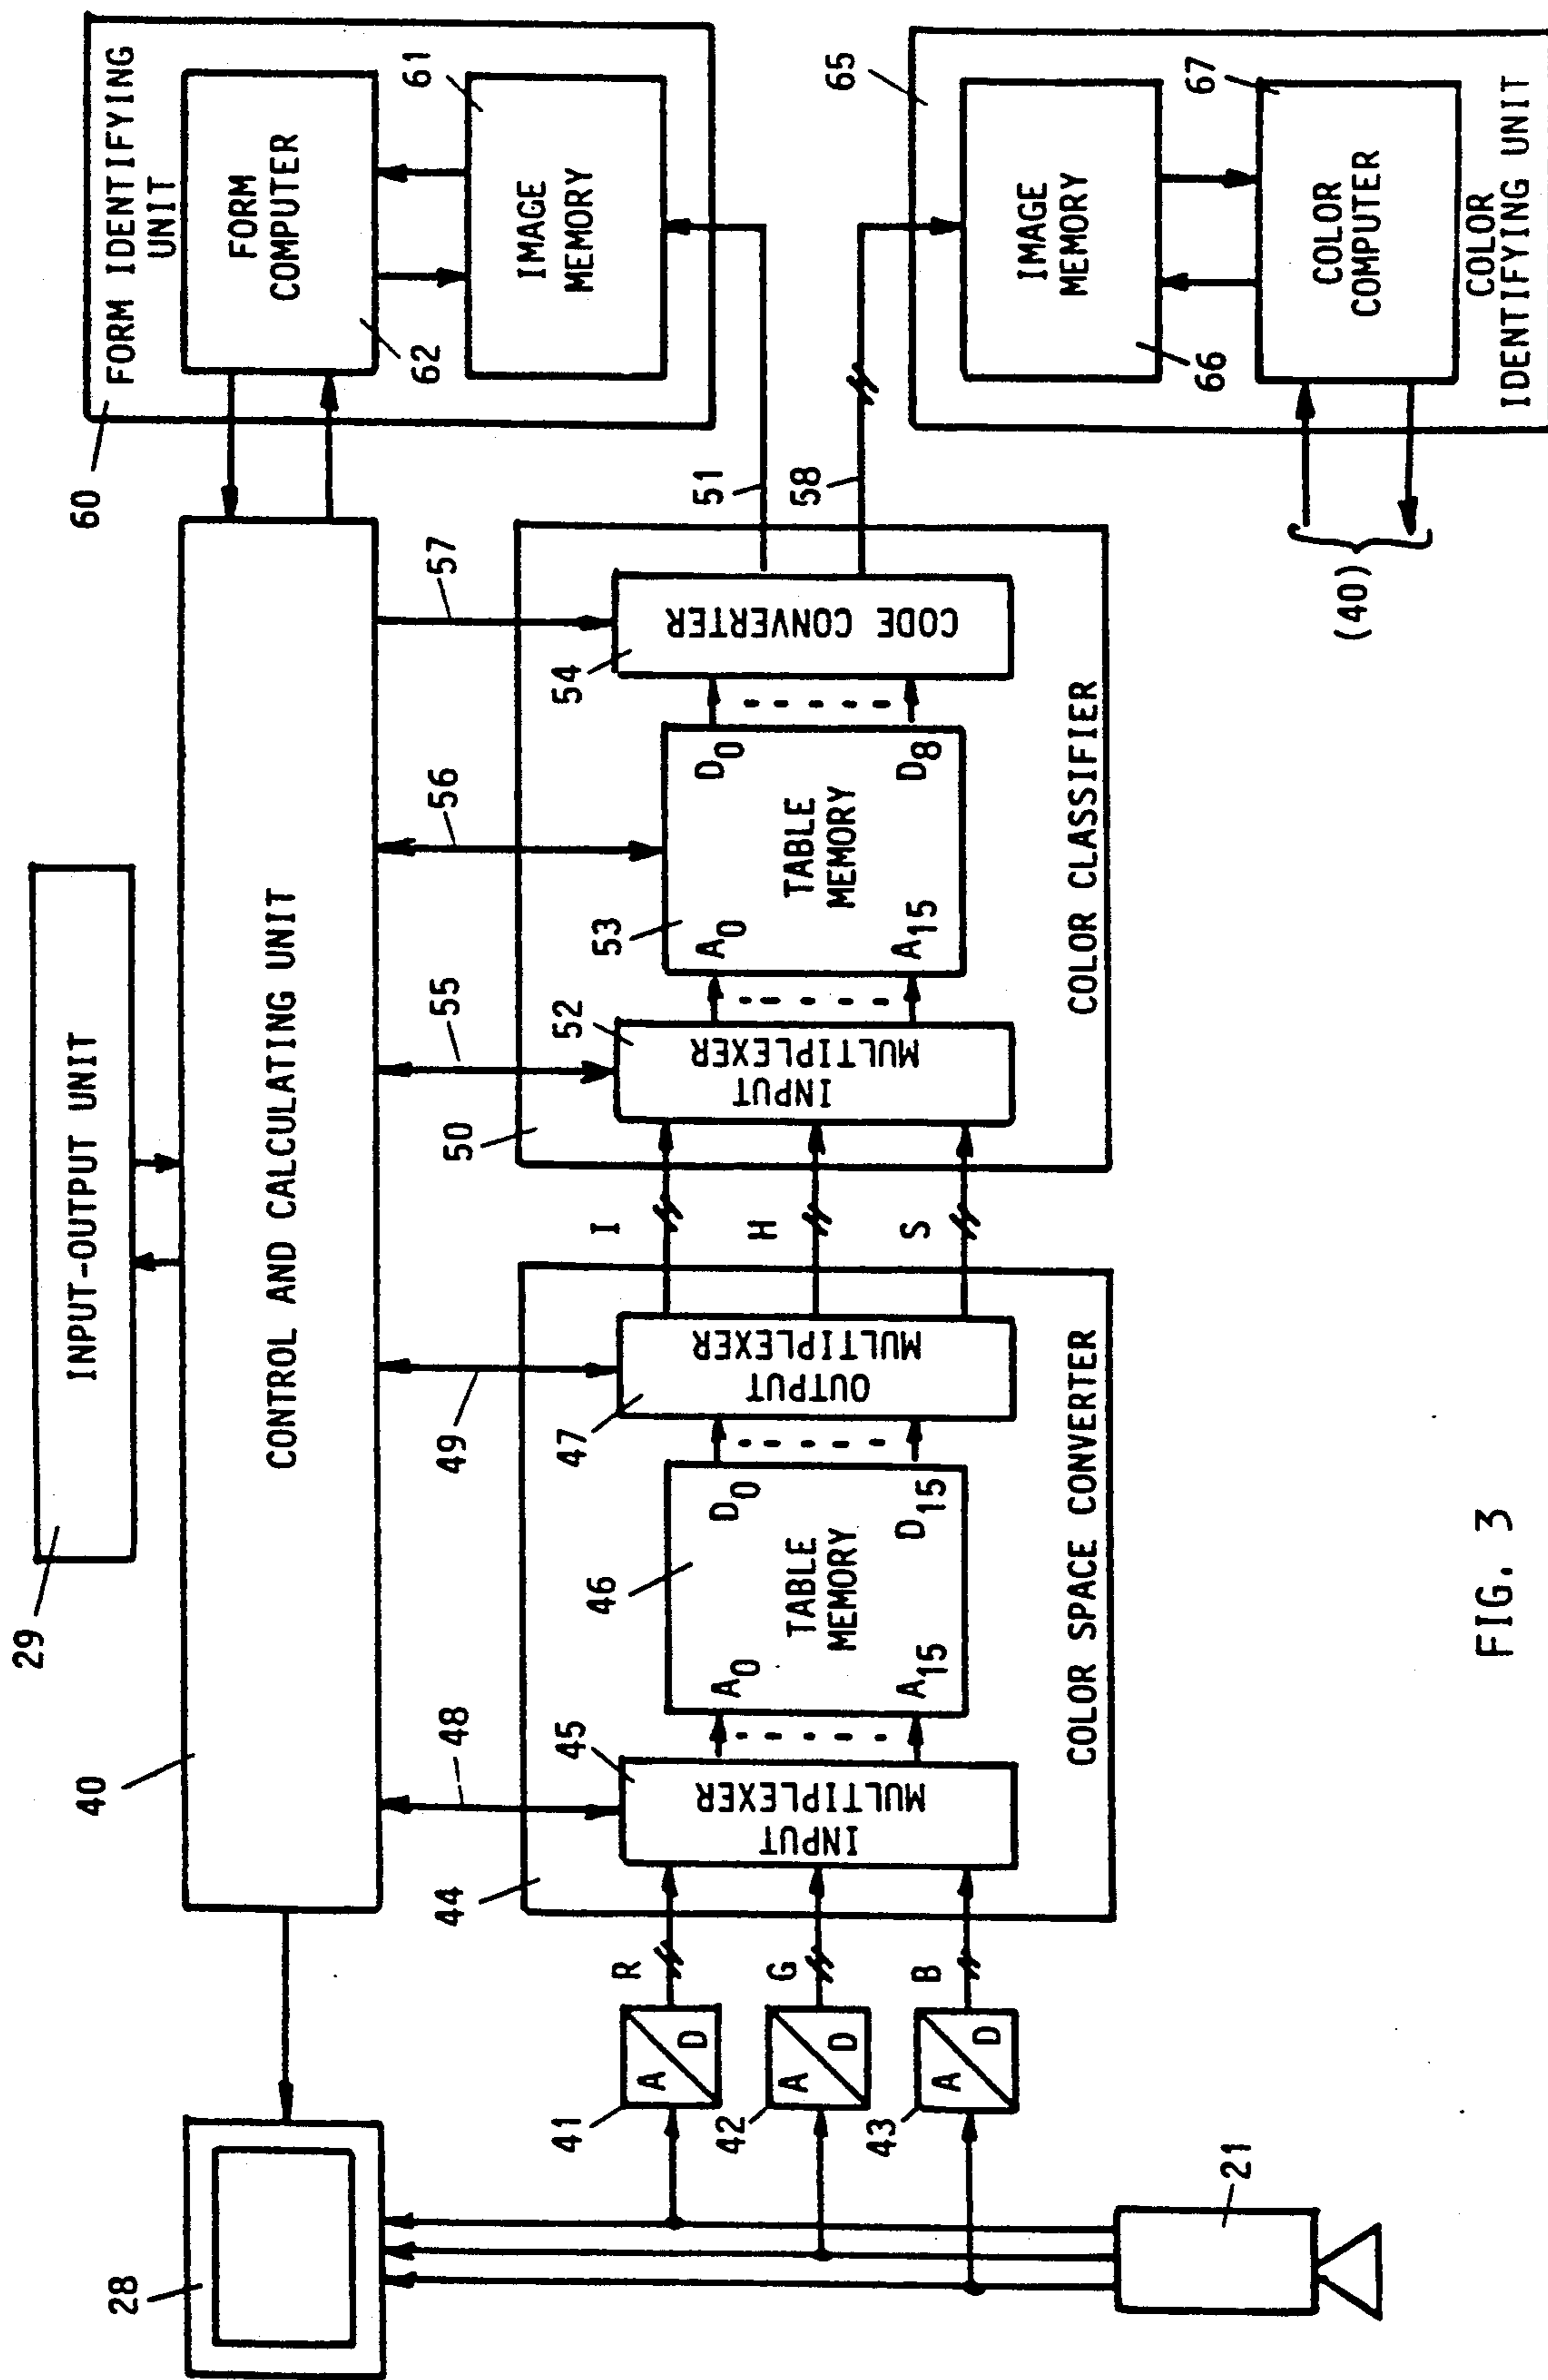 29
INPUT-OUTPUT UNIT
40
CONTROL AND CALCULATING UNIT
28
60
FORM IDENTIFYING
UNIT
FORM
COMPUTER
62
61
IMAGE
MEMORY
48
49
55
56
57
41
A
D
R
42
A
D
G
43
A
D
B
21
44
45
INPUT
MULTIPLEXER
46
A0
D0
TABLE
MEMORY
A15
D15
47
OUTPUT
MULTIPLEXER
COLOR SPACE CONVERTER
I
H
S
50
52
INPUT
MULTIPLEXER
53
A0
D0
TABLE
MEMORY
A15
D8
54
CODE CONVERTER
COLOR CLASSIFIER
51
58
65
IMAGE
MEMORY
66
67
COLOR
COMPUTER
COLOR
IDENTIFYING UNIT
(40)
FIG. 3